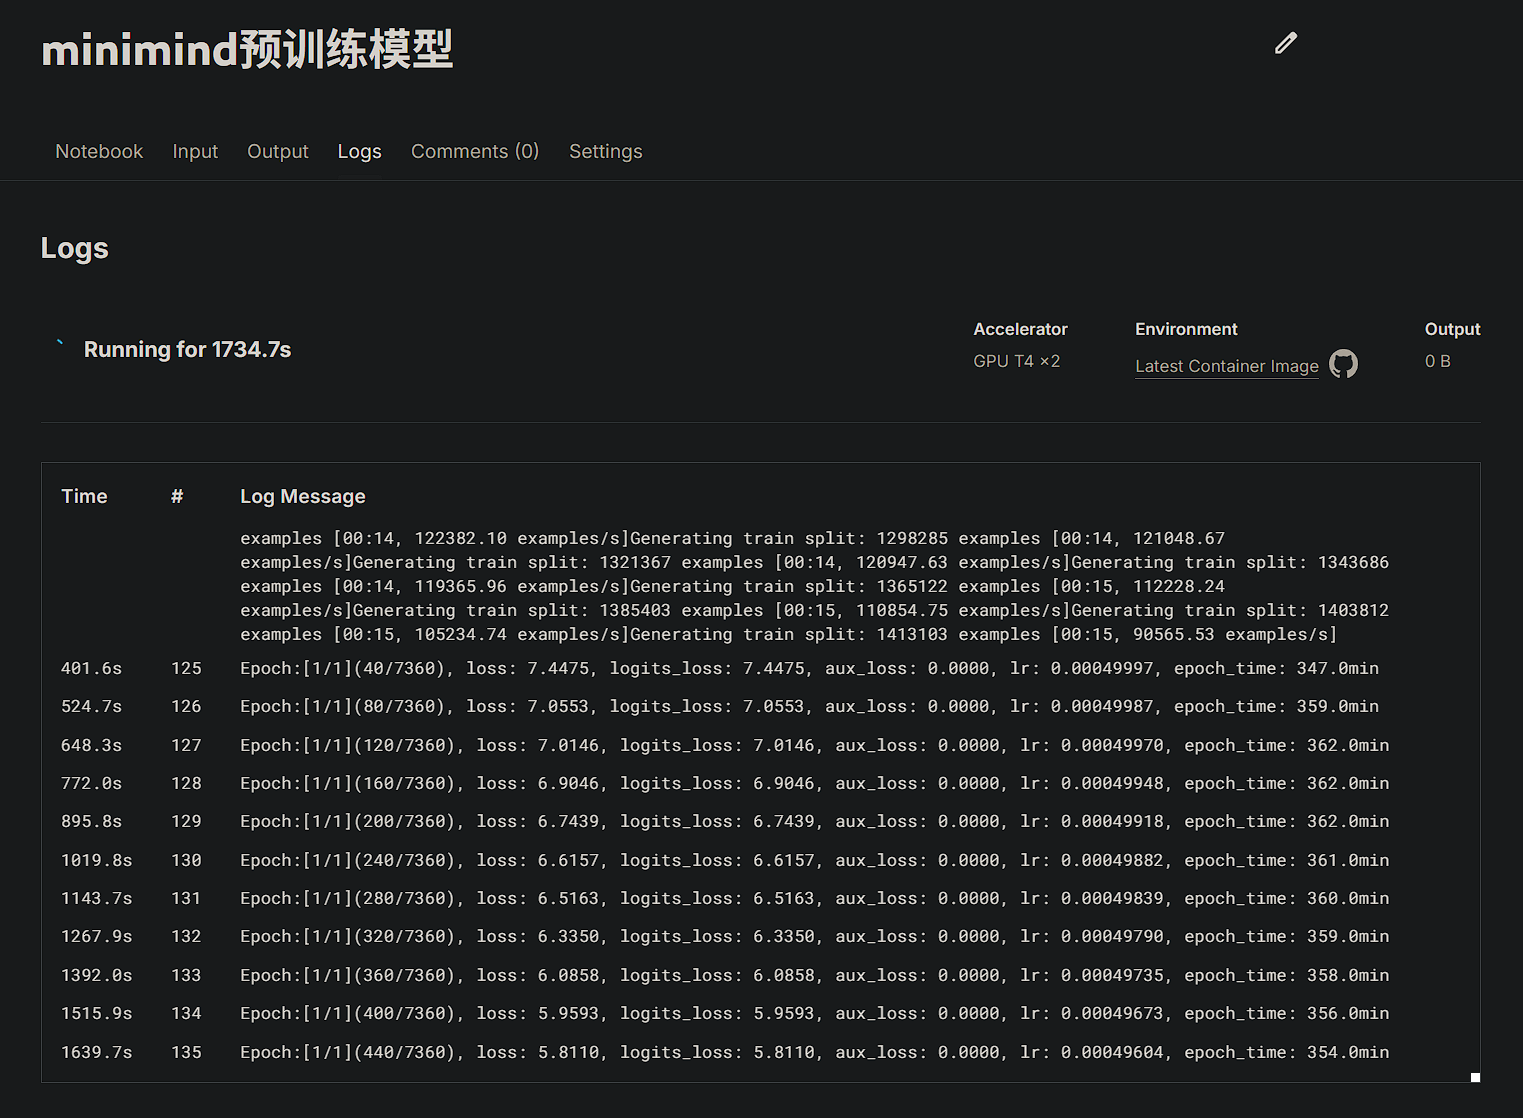 minimind预训练模型
Notebook Input Output Logs Comments (0) Settings
Logs
Running for 1734.7s
Accelerator Environment Output
GPU T4 ×2 Latest Container Image 0 B
Time # Log Message
examples [00:14, 122382.10 examples/s]Generating train split: 1298285 examples [00:14, 121048.67
examples/s]Generating train split: 1321367 examples [00:14, 120947.63 examples/s]Generating train split: 1343686
examples [00:14, 119365.96 examples/s]Generating train split: 1365122 examples [00:15, 112228.24
examples/s]Generating train split: 1385403 examples [00:15, 110854.75 examples/s]Generating train split: 1403812
examples [00:15, 105234.74 examples/s]Generating train split: 1413103 examples [00:15, 90565.53 examples/s]
401.6s 125 Epoch:[1/1](40/7360), loss: 7.4475, logits_loss: 7.4475, aux_loss: 0.0000, lr: 0.00049997, epoch_time: 347.0min
524.7s 126 Epoch:[1/1](80/7360), loss: 7.0553, logits_loss: 7.0553, aux_loss: 0.0000, lr: 0.00049987, epoch_time: 359.0min
648.3s 127 Epoch:[1/1](120/7360), loss: 7.0146, logits_loss: 7.0146, aux_loss: 0.0000, lr: 0.00049970, epoch_time: 362.0min
772.0s 128 Epoch:[1/1](160/7360), loss: 6.9046, logits_loss: 6.9046, aux_loss: 0.0000, lr: 0.00049948, epoch_time: 362.0min
895.8s 129 Epoch:[1/1](200/7360), loss: 6.7439, logits_loss: 6.7439, aux_loss: 0.0000, lr: 0.00049918, epoch_time: 362.0min
1019.8s 130 Epoch:[1/1](240/7360), loss: 6.6157, logits_loss: 6.6157, aux_loss: 0.0000, lr: 0.00049882, epoch_time: 361.0min
1143.7s 131 Epoch:[1/1](280/7360), loss: 6.5163, logits_loss: 6.5163, aux_loss: 0.0000, lr: 0.00049839, epoch_time: 360.0min
1267.9s 132 Epoch:[1/1](320/7360), loss: 6.3350, logits_loss: 6.3350, aux_loss: 0.0000, lr: 0.00049790, epoch_time: 359.0min
1392.0s 133 Epoch:[1/1](360/7360), loss: 6.0858, logits_loss: 6.0858, aux_loss: 0.0000, lr: 0.00049735, epoch_time: 358.0min
1515.9s 134 Epoch:[1/1](400/7360), loss: 5.9593, logits_loss: 5.9593, aux_loss: 0.0000, lr: 0.00049673, epoch_time: 356.0min
1639.7s 135 Epoch:[1/1](440/7360), loss: 5.8110, logits_loss: 5.8110, aux_loss: 0.0000, lr: 0.00049604, epoch_time: 354.0min